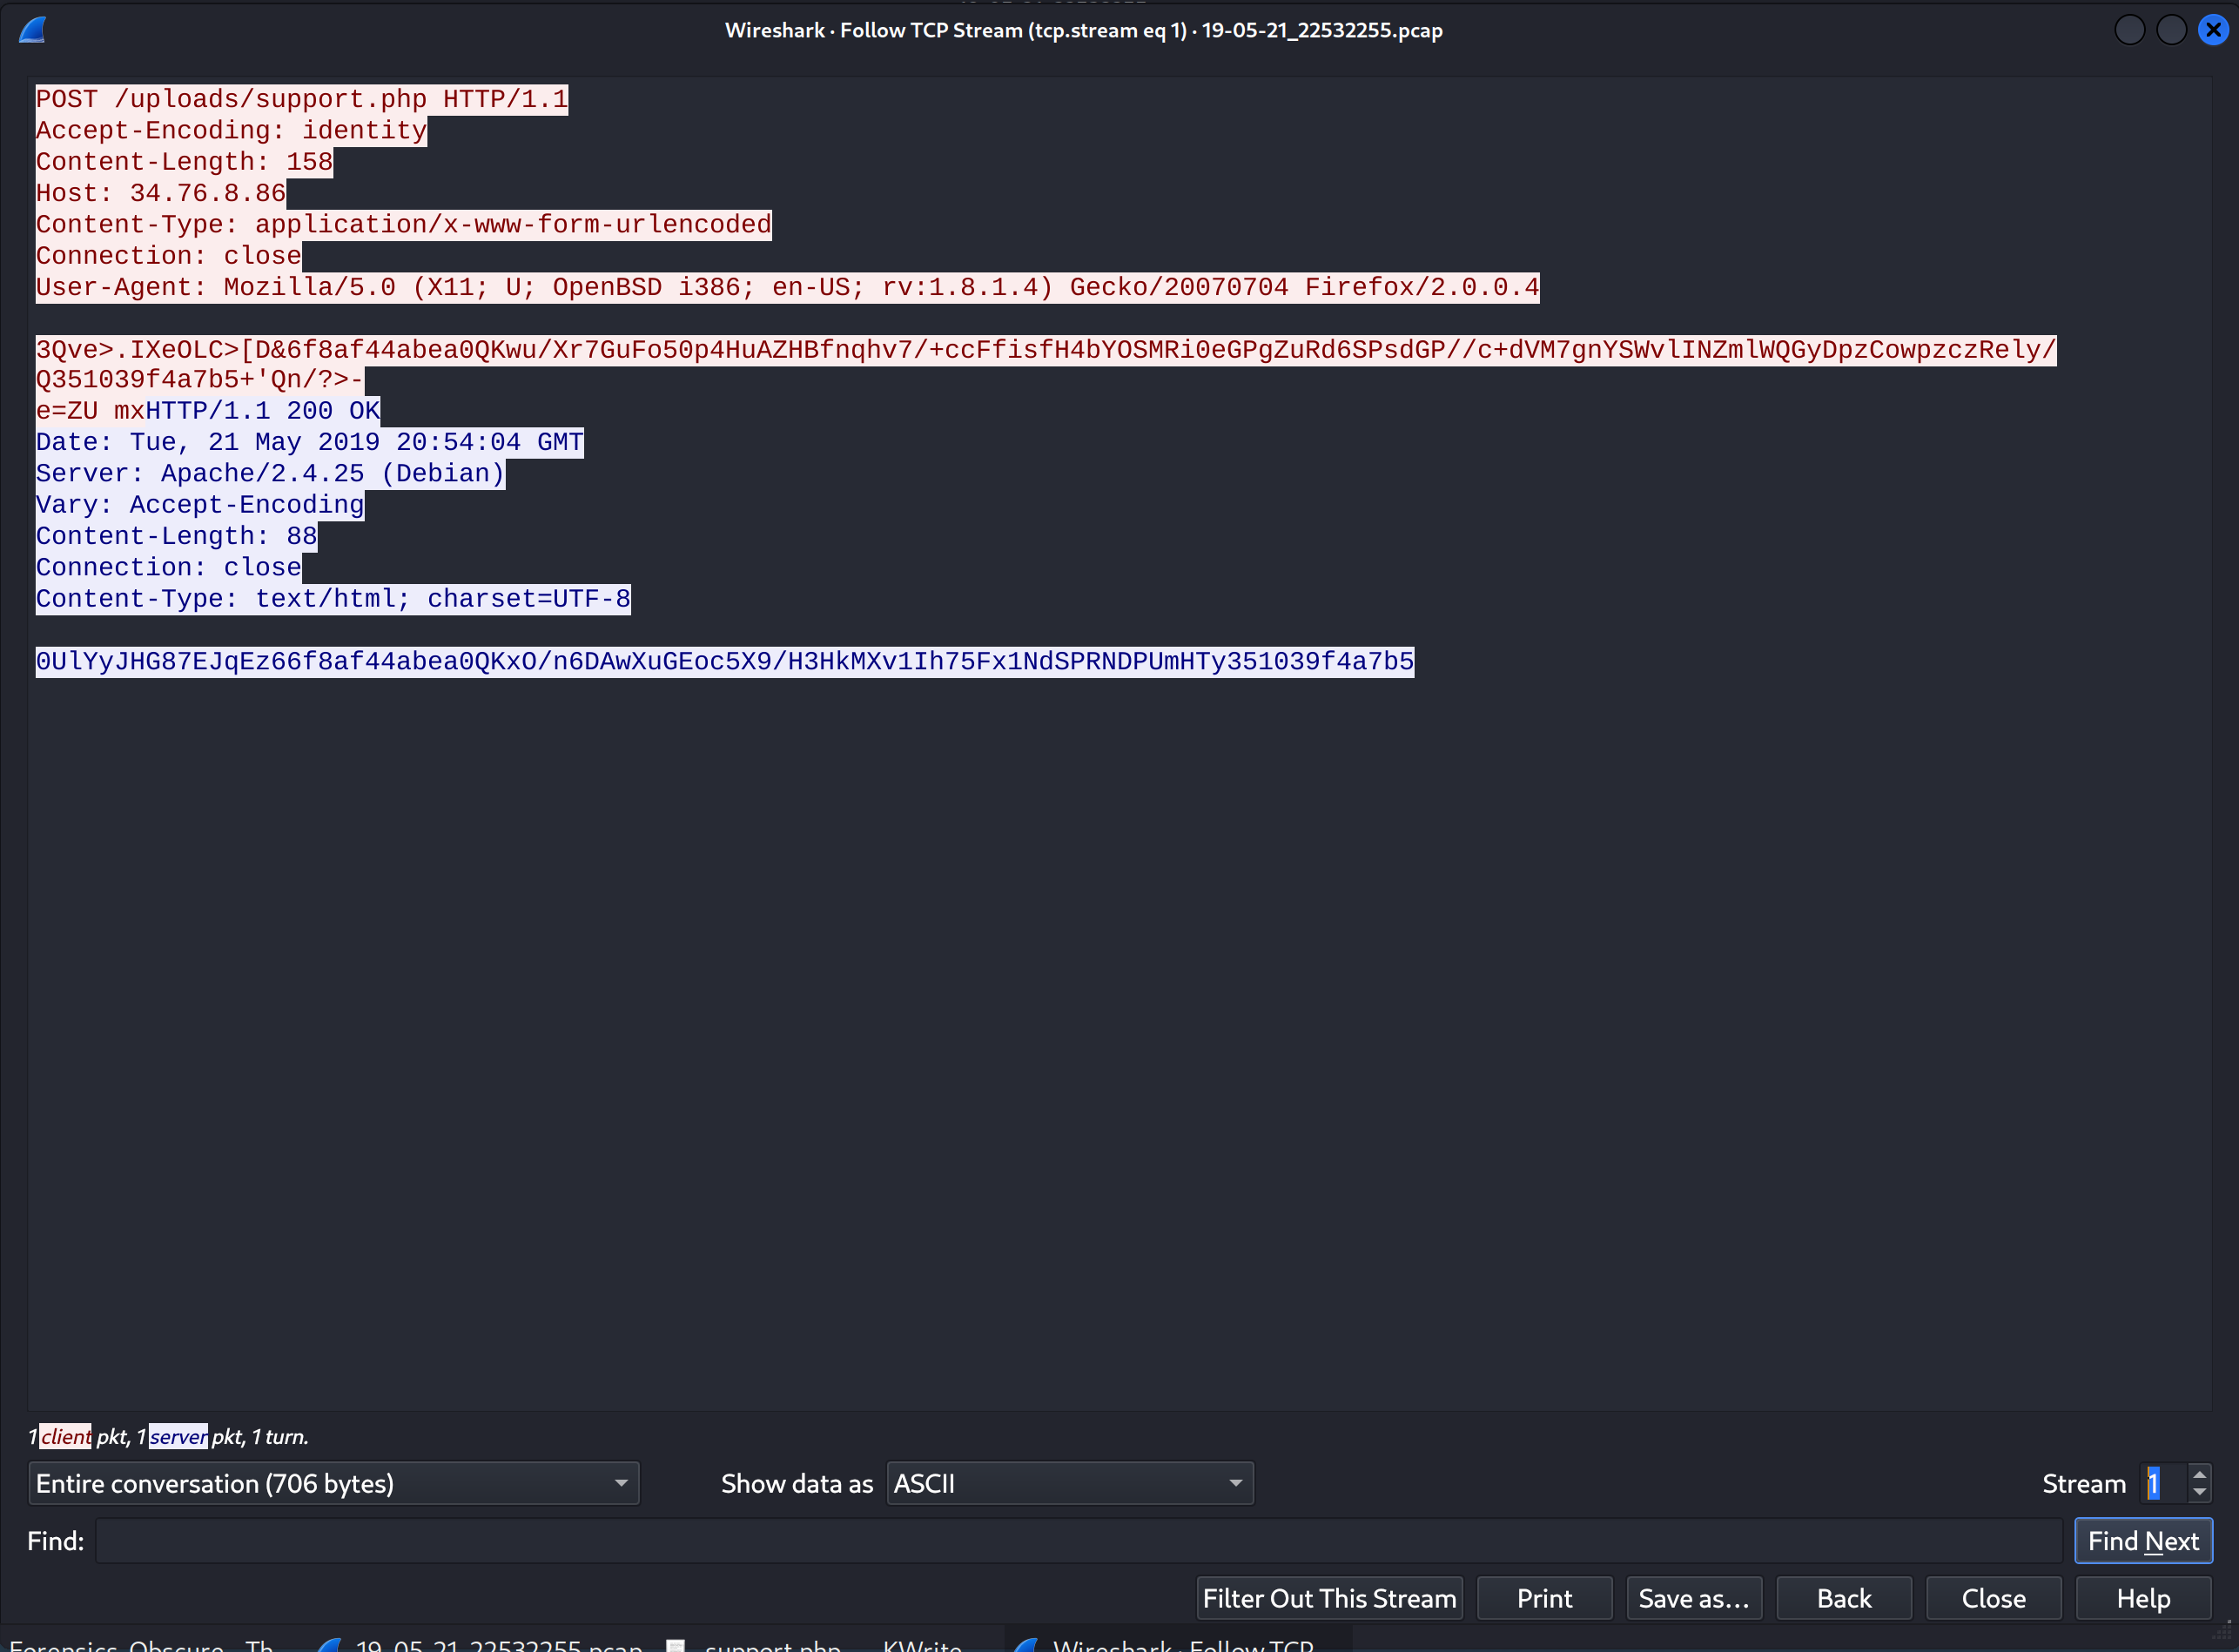 Wireshark · Follow TCP Stream (tcp.stream eq 1) · 19-05-21_22532255.pcap
POST /uploads/support.php HTTP/1.1
Accept-Encoding: identity
Content-Length: 158
Host: 34.76.8.86
Content-Type: application/x-www-form-urlencoded
Connection: close
User-Agent: Mozilla/5.0 (X11; U; OpenBSD i386; en-US; rv:1.8.1.4) Gecko/20070704 Firefox/2.0.0.4
3Qve>.IXeOLC>[D&6f8af44abea0QKwu/Xr7GuFo50p4HuAZHBfnqhv7/+ccFfisfH4bYOSMRi0eGPgZuRd6SPsdGP//c+dVM7gnYSWvlINZmlWQGyDpzCowpzczRely/
Q351039f4a7b5+'Qn/?>-
e=ZU mxHTTP/1.1 200 OK
Date: Tue, 21 May 2019 20:54:04 GMT
Server: Apache/2.4.25 (Debian)
Vary: Accept-Encoding
Content-Length: 88
Connection: close
Content-Type: text/html; charset=UTF-8
0UlYyJHG87EJqEz66f8af44abea0QKxO/n6DAwXuGEoc5X9/H3HkMXv1Ih75Fx1NdSPRNDPUmHTy351039f4a7b5
1 client pkt, 1 server pkt, 1 turn.
Entire conversation (706 bytes) Show data as ASCII Stream 1
Find: Find Next
Filter Out This Stream Print Save as… Back Close Help
Forensics Obscure Th 19-05-21_22532255.pcap support.php KWrite Wireshark · Follow TCP